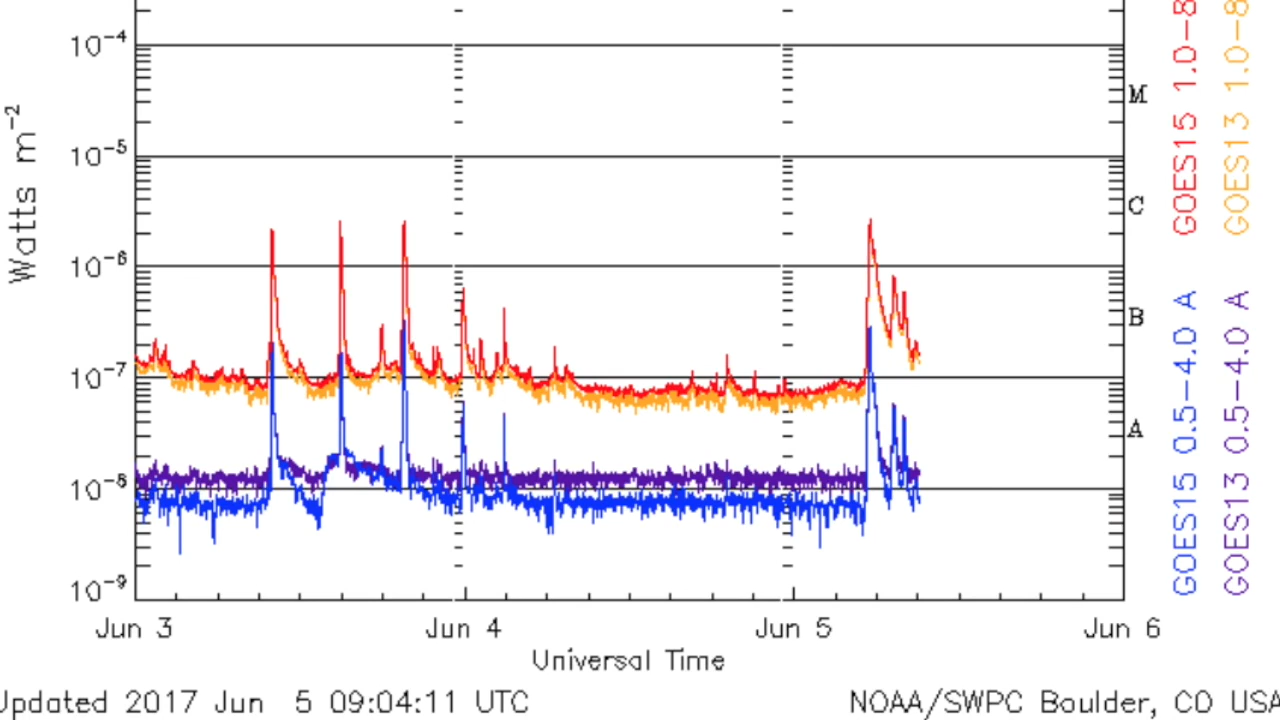 10⁻⁴
10⁻⁵
10⁻⁶
10⁻⁷
10⁻⁸
10⁻⁹
Watts m⁻²
M
C
B
A
GOES15 1.0-8
GOES13 1.0-8
GOES15 0.5-4.0 A
GOES13 0.5-4.0 A
Jun 3 Jun 4 Jun 5 Jun 6
Universal Time
Updated 2017 Jun 5 09:04:11 UTC
NOAA/SWPC Boulder, CO USA